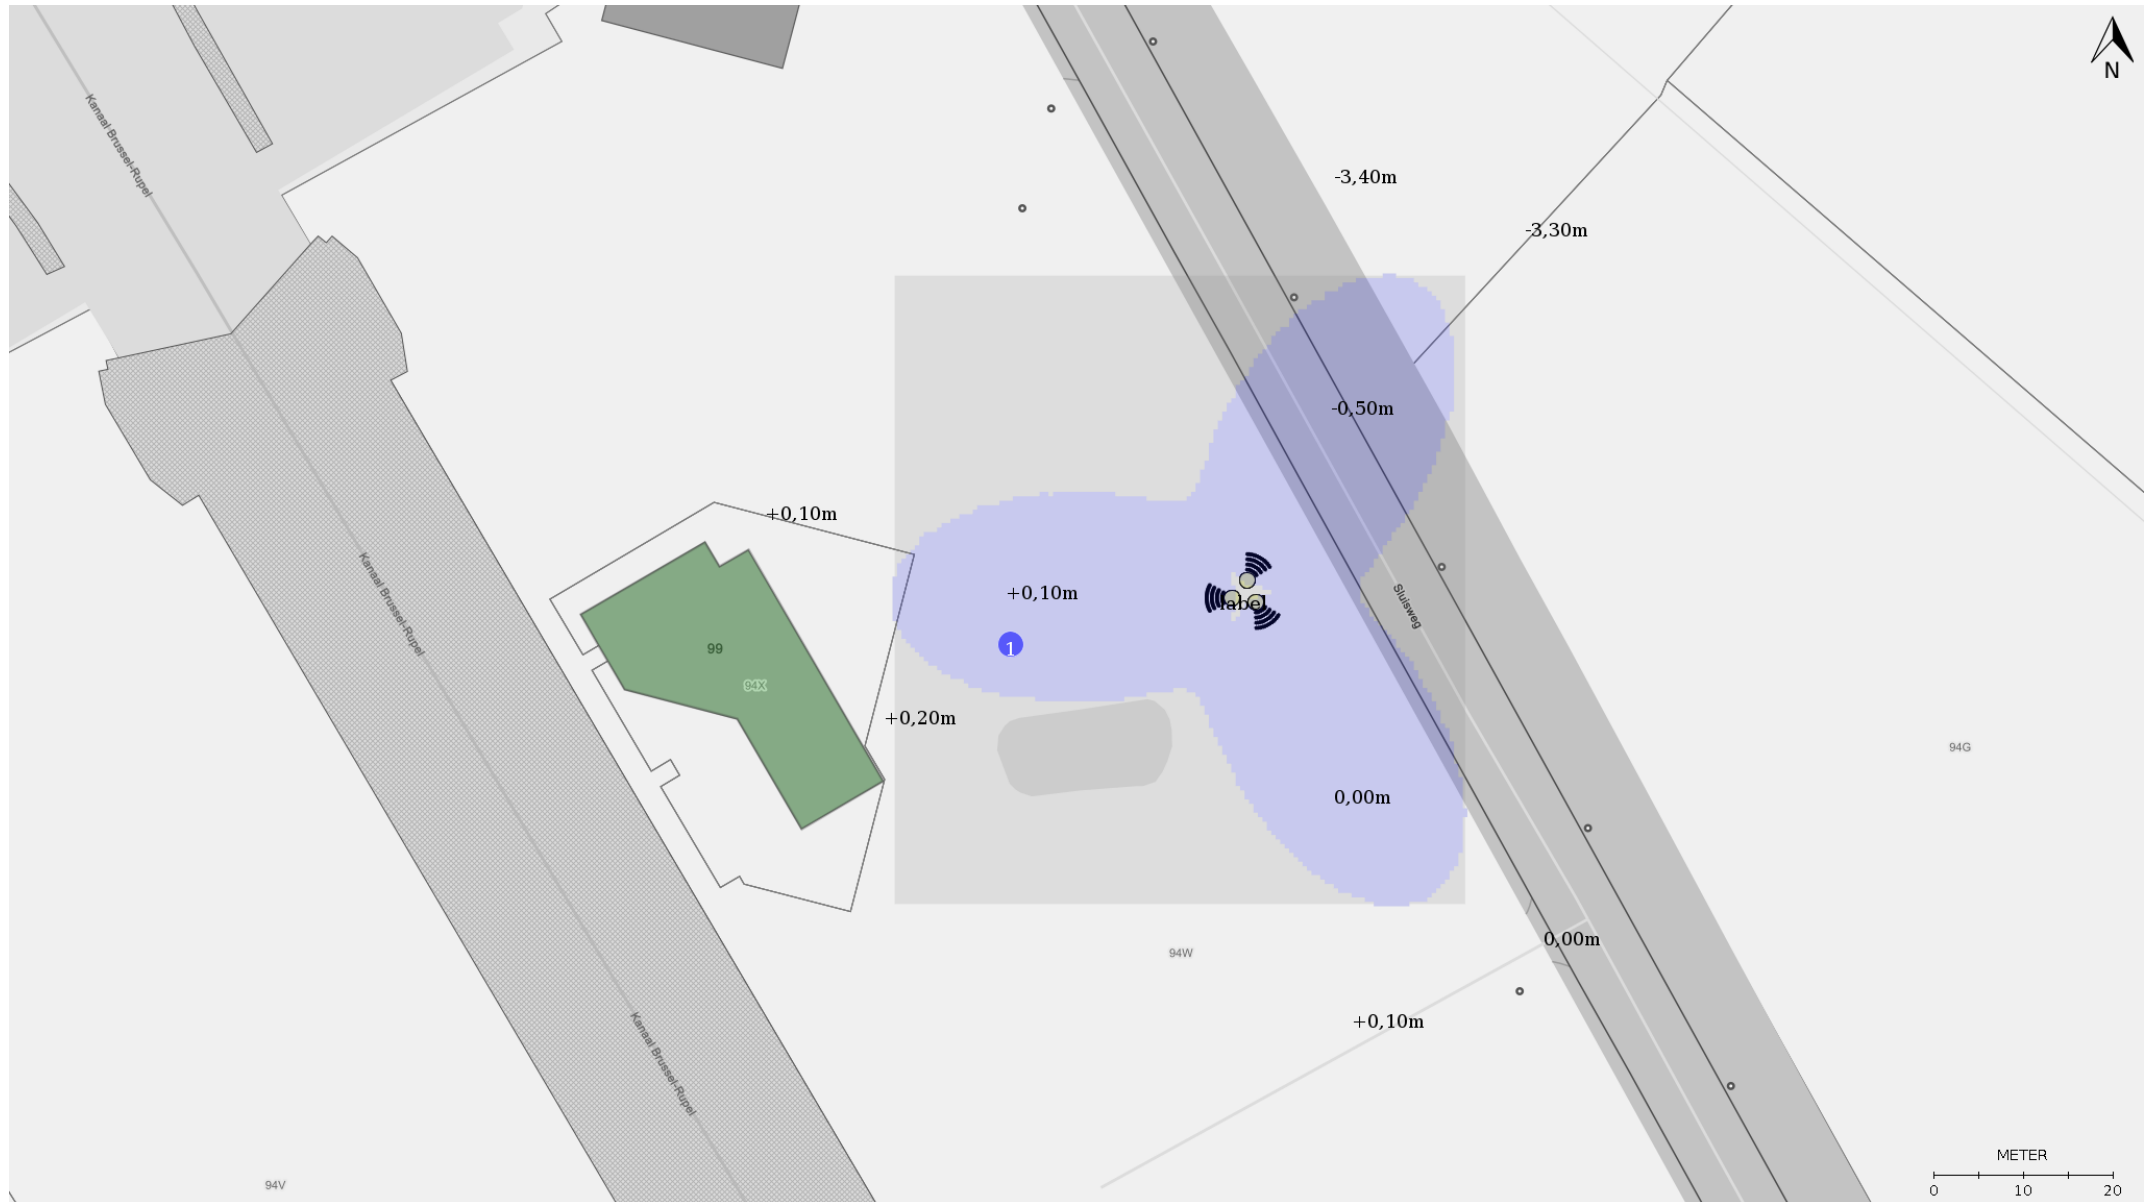 N
Kanaal Brussel-Rupel
-3,40m
-3,30m
-0,50m
+0,10m
Kanaal Brussel-Rupel
+0,10m
label
Sluisweg
99
1
94X
+0,20m
94G
0,00m
0,00m
94W
+0,10m
Kanaal Brussel-Rupel
METER
94V
0 10 20